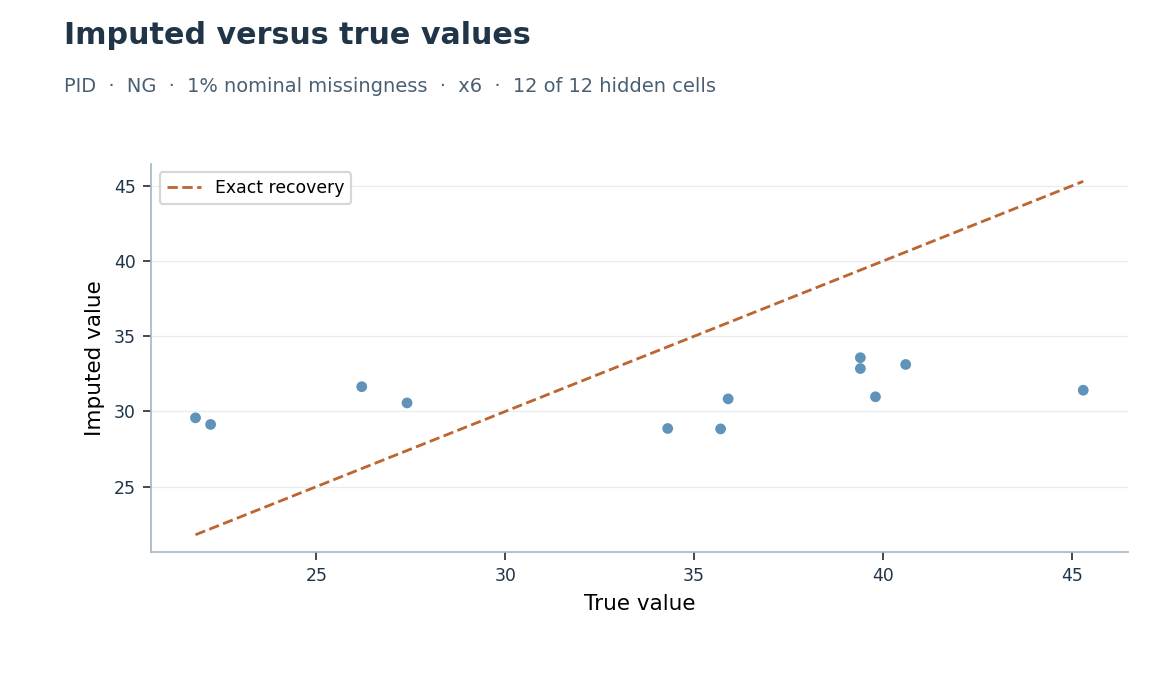 Imputed versus true values
PID · NG · 1% nominal missingness · x6 · 12 of 12 hidden cells
Exact recovery
45
40
35
30
25
Imputed value
25 30 35 40 45
True value